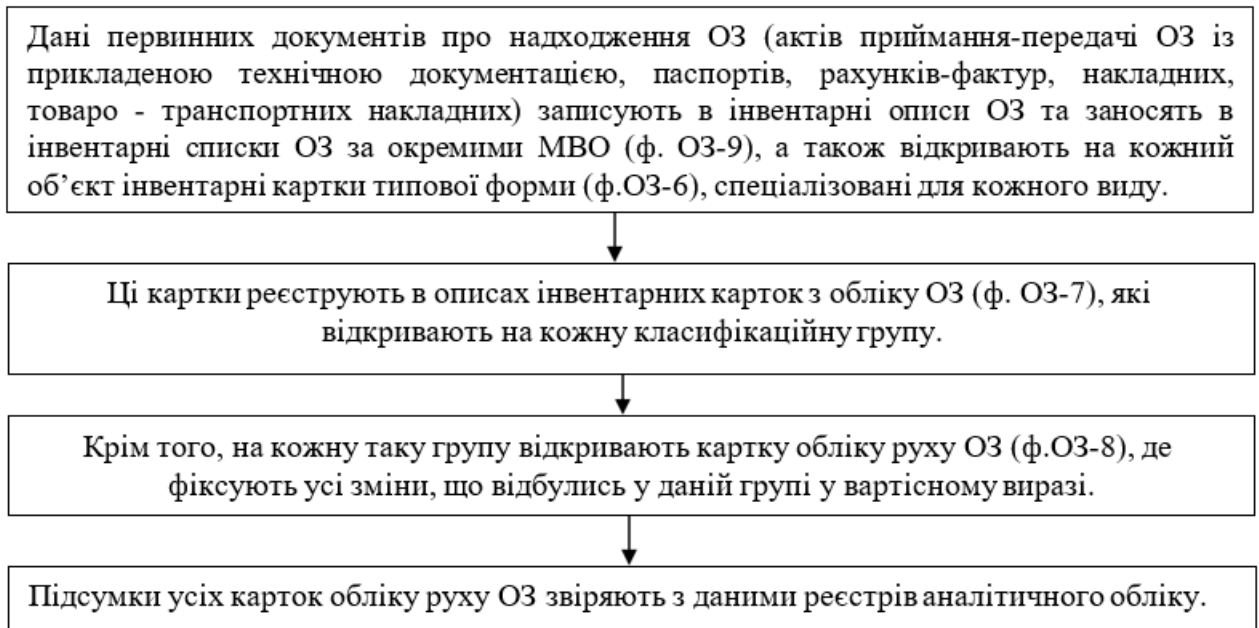 Дані первинних документів про надходження ОЗ (актів приймання-передачі ОЗ із
прикладеною технічною документацією, паспортів, рахунків-фактур, накладних,
товаро - транспортних накладних) записують в інвентарні описи ОЗ та заносять в
інвентарні списки ОЗ за окремими МВО (ф. ОЗ-9), а також відкривають на кожний
об’єкт інвентарні картки типової форми (ф.ОЗ-6), спеціалізовані для кожного виду.
Ці картки реєструють в описах інвентарних карток з обліку ОЗ (ф. ОЗ-7), які
відкривають на кожну класифікаційну групу.
Крім того, на кожну таку групу відкривають картку обліку руху ОЗ (ф.ОЗ-8), де
фіксують усі зміни, що відбулись у даній групі у вартісному виразі.
Підсумки усіх карток обліку руху ОЗ звіряють з даними реєстрів аналітичного обліку.